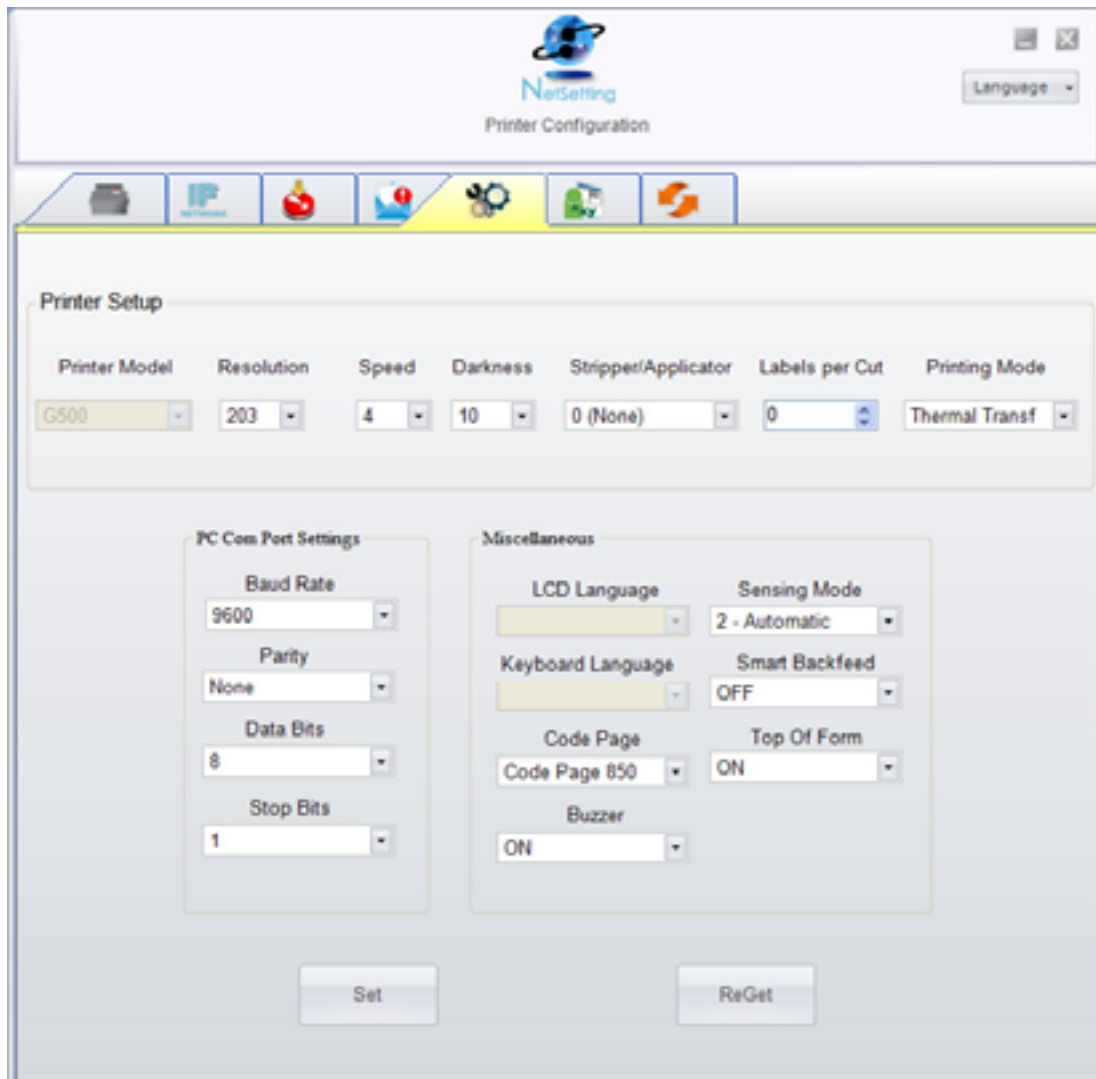 NetSetting
Language
Printer Configuration
IP
NETWORK
Printer Setup
Printer Model Resolution Speed Darkness Stripper/Applicator Labels per Cut Printing Mode
G500 203 4 10 0 (None) 0 Thermal Transf
PC Com Port Settings
Baud Rate
9600
Parity
None
Data Bits
8
Stop Bits
1
Miscellaneous
LCD Language Sensing Mode
2 - Automatic
Keyboard Language Smart Backfeed
OFF
Code Page Top Of Form
Code Page 850 ON
Buzzer
ON
Set ReGet